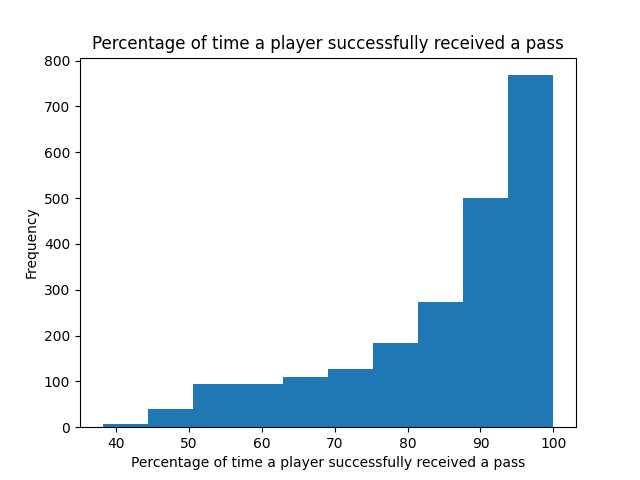 Percentage of time a player successfully received a pass
800
700
600
500
400
300
200
100
0
Frequency
40 50 60 70 80 90 100
Percentage of time a player successfully received a pass